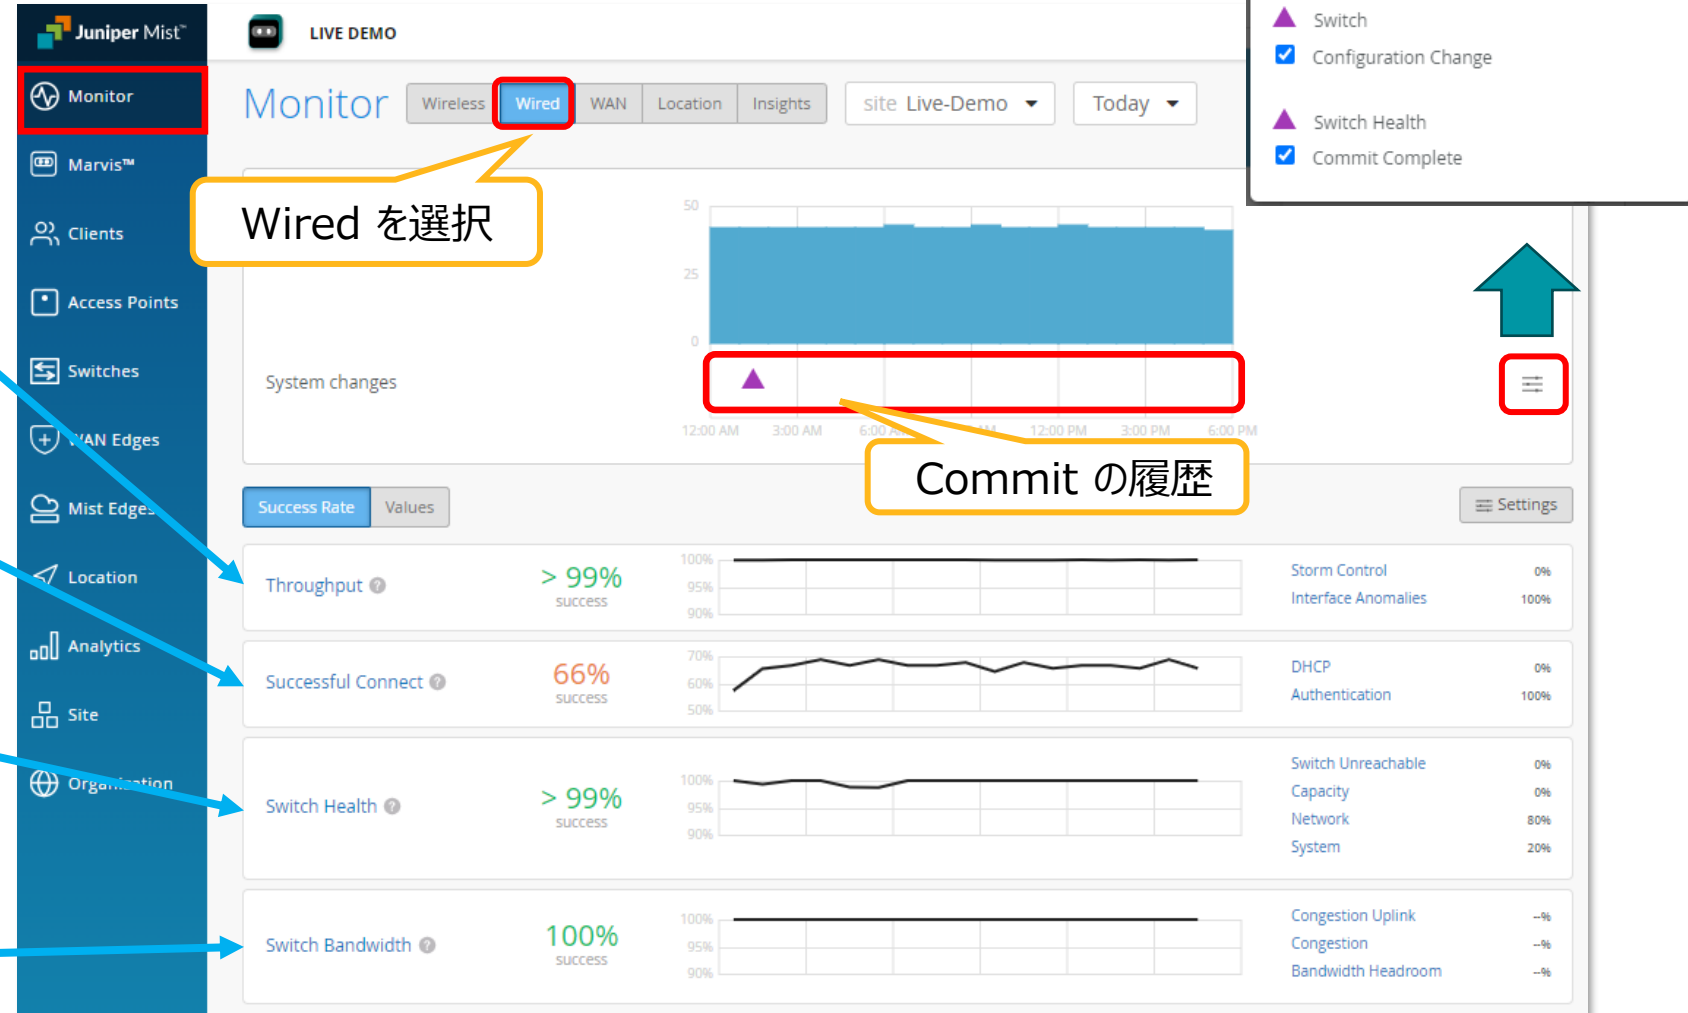 Juniper Mist™
LIVE DEMO
Switch
Configuration Change
Switch Health
Commit Complete
Monitor
Marvis™
Clients
Access Points
Switches
WAN Edges
Mist Edges
Location
Analytics
Site
Organization
Monitor
Wireless Wired WAN Location Insights
site Live-Demo
Today
Wired を選択
50
25
0
System changes
12:00 AM 3:00 AM 6:00 AM 12:00 PM 3:00 PM 6:00 PM
Commit の履歴
Success Rate Values
Settings
Throughput ?
> 99%
success
100%
95%
90%
Storm Control 0%
Interface Anomalies 100%
Successful Connect ?
66%
success
70%
60%
50%
DHCP 0%
Authentication 100%
Switch Health ?
> 99%
success
100%
95%
90%
Switch Unreachable 0%
Capacity 0%
Network 80%
System 20%
Switch Bandwidth ?
100%
success
100%
95%
90%
Congestion Uplink --%
Congestion --%
Bandwidth Headroom --%